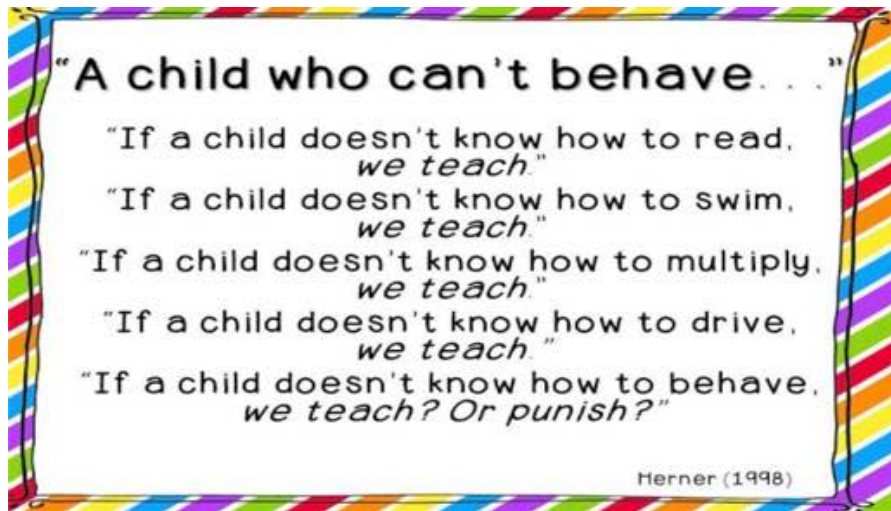 "A child who can't behave. . ."
"If a child doesn't know how to read,
we teach."
"If a child doesn't know how to swim,
we teach."
"If a child doesn't know how to multiply,
we teach."
"If a child doesn't know how to drive,
we teach."
"If a child doesn't know how to behave,
we teach? Or punish?"
Herner (1998)